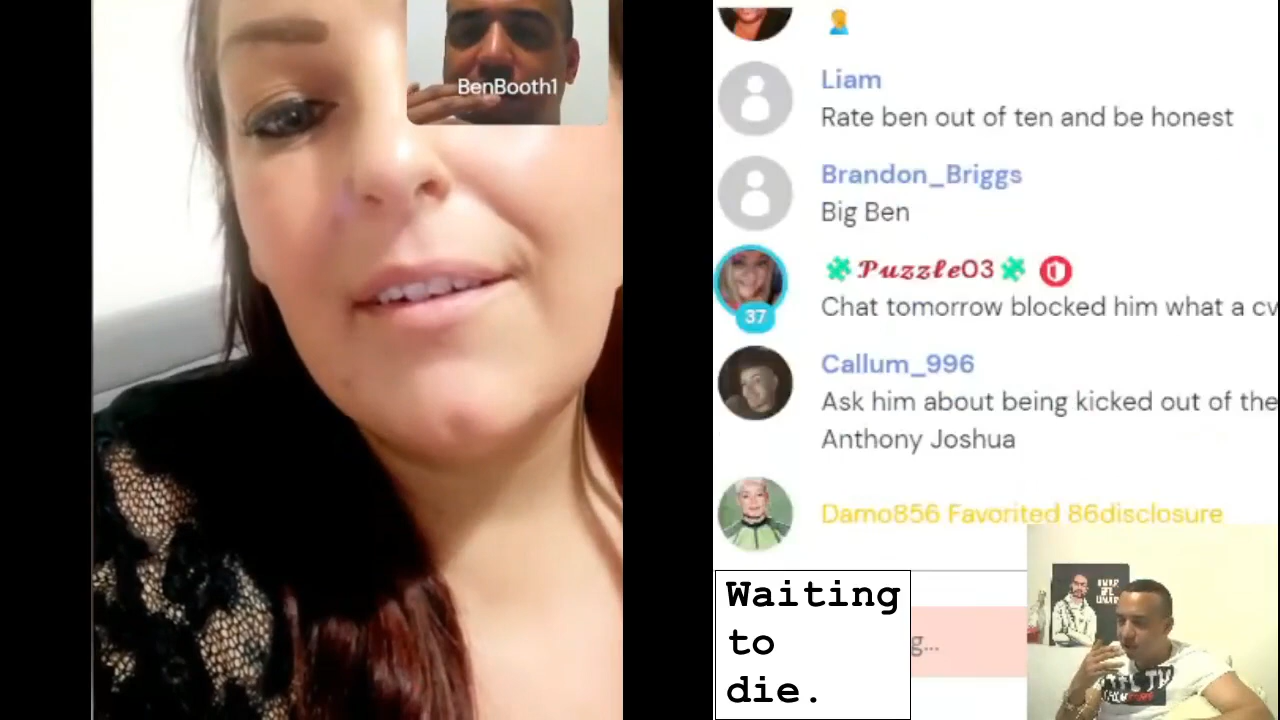 BenBooth1
Liam
Rate ben out of ten and be honest
Brandon_Briggs
Big Ben
𝓟𝓾𝔃𝔃𝓵𝓮03
37
Chat tomorrow blocked him what a cv
Callum_996
Ask him about being kicked out of the
Anthony Joshua
Damo856 Favorited 86disclosure
Waiting
to
die.
g...